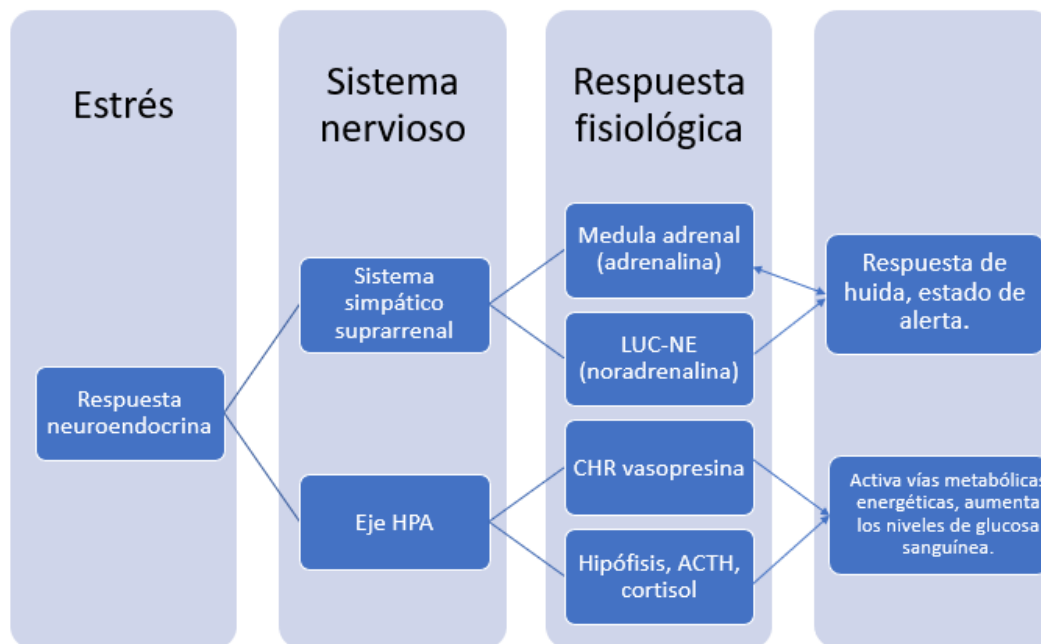 Estrés
Sistema
nervioso
Respuesta
fisiológica
Respuesta
neuroendocrina
Sistema
simpático
suprarrenal
Eje HPA
Medula adrenal
(adrenalina)
LUC-NE
(noradrenalina)
CHR vasopresina
Hipófisis, ACTH,
cortisol
Respuesta de
huida, estado de
alerta.
Activa vías metabólicas
energéticas, aumenta
los niveles de glucosa
sanguínea.